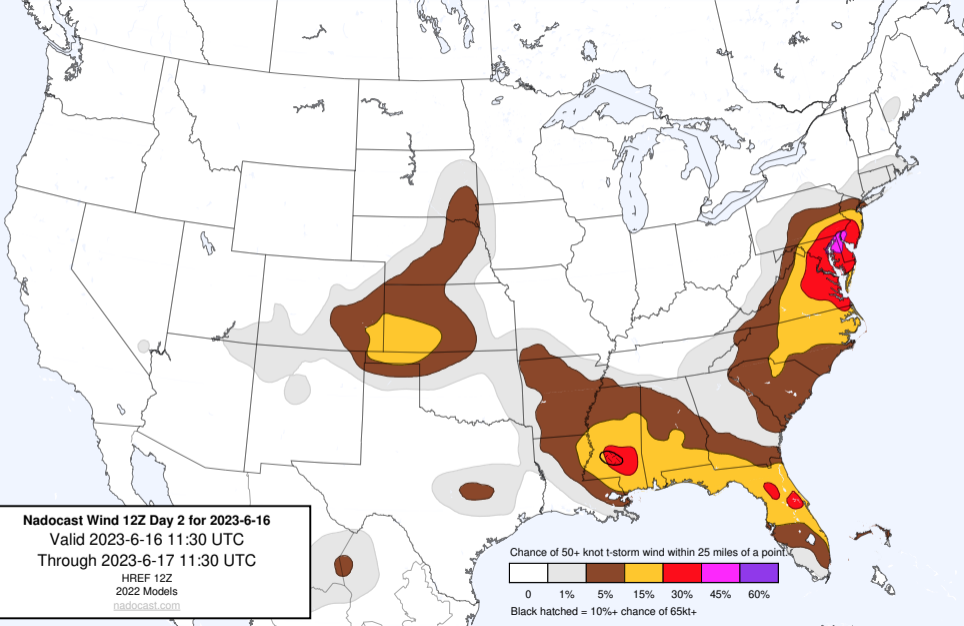 Nadocast Wind 12Z Day 2 for 2023-6-16
Valid 2023-6-16 11:30 UTC
Through 2023-6-17 11:30 UTC
HREF 12Z
2022 Models
nadocast.com
Chance of 50+ knot t-storm wind within 25 miles of a point.
0 1% 5% 15% 30% 45% 60%
Black hatched = 10%+ chance of 65kt+